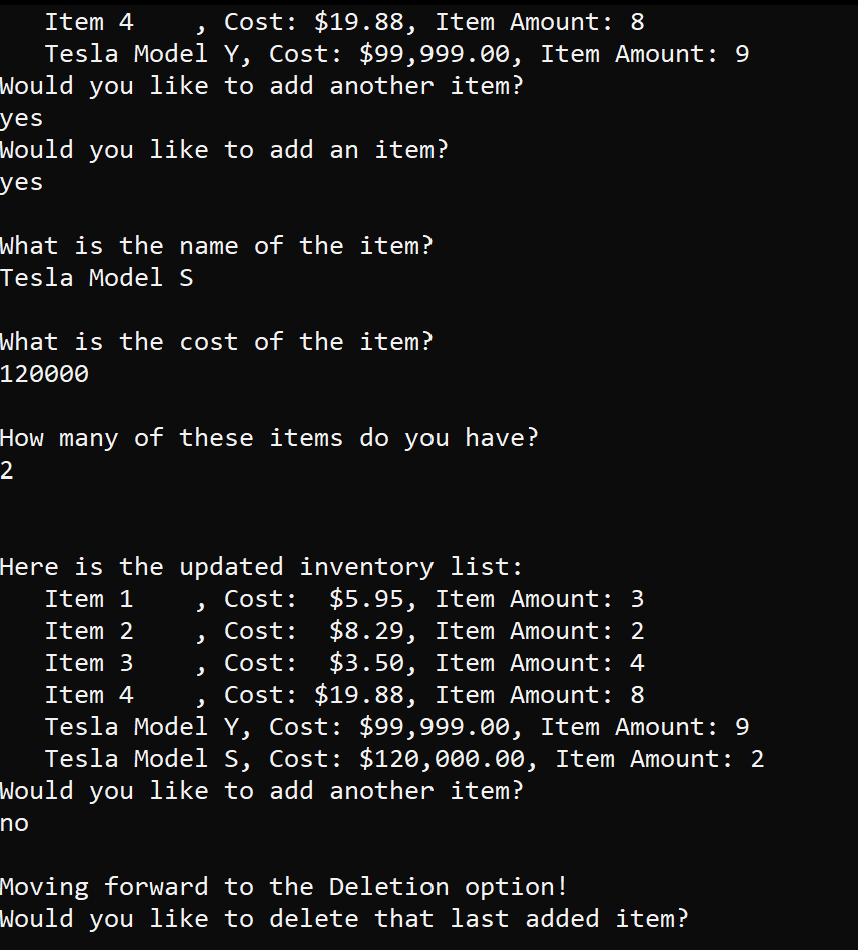 Item 4    , Cost: $19.88, Item Amount: 8
   Tesla Model Y, Cost: $99,999.00, Item Amount: 9
Would you like to add another item?
yes
Would you like to add an item?
yes

What is the name of the item?
Tesla Model S

What is the cost of the item?
120000

How many of these items do you have?
2


Here is the updated inventory list:
   Item 1    , Cost:  $5.95, Item Amount: 3
   Item 2    , Cost:  $8.29, Item Amount: 2
   Item 3    , Cost:  $3.50, Item Amount: 4
   Item 4    , Cost: $19.88, Item Amount: 8
   Tesla Model Y, Cost: $99,999.00, Item Amount: 9
   Tesla Model S, Cost: $120,000.00, Item Amount: 2
Would you like to add another item?
no

Moving forward to the Deletion option!
Would you like to delete that last added item?